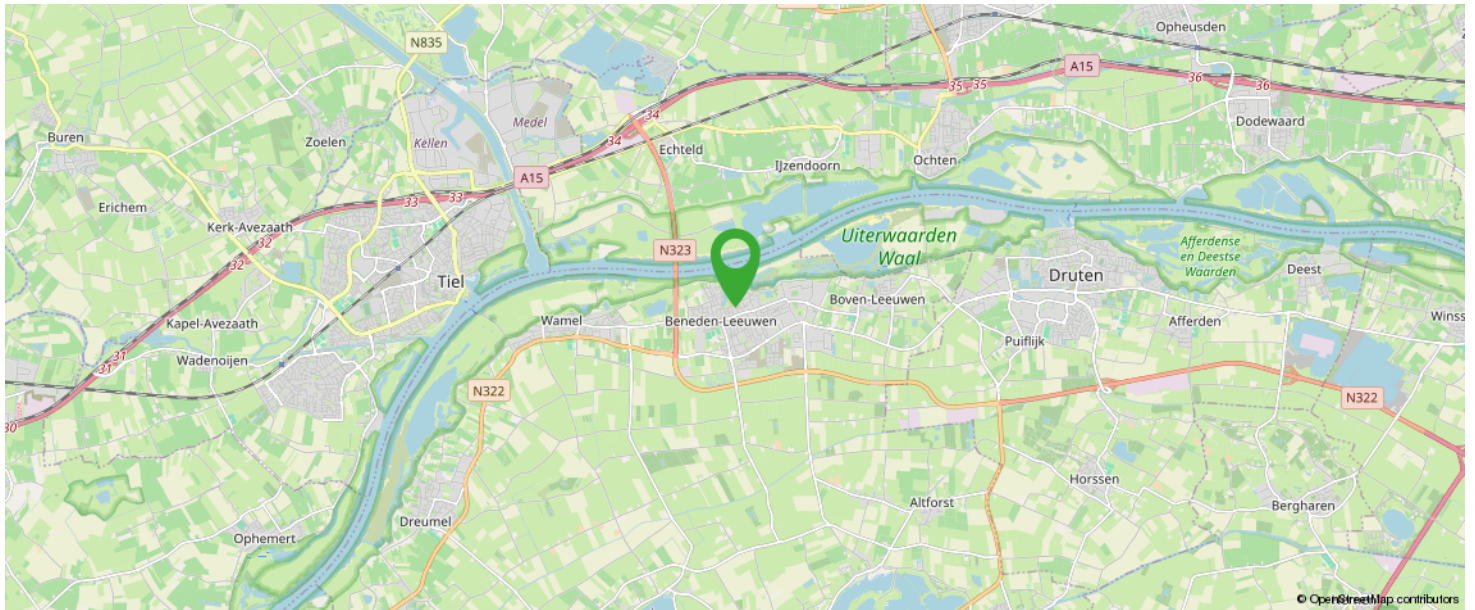 Opheusden
N835
A15
36
36
35
35
34
Dodewaard
Medel
Buren
Zoelen
Kellen
34
Echteld
IJzendoorn
Ochten
A15
33
33
Erichem
Kerk-Avezaath
32
32
N323
Uiterwaarden
Waal
Afferdense
en Deestse
Waarden
Tiel
Druten
Deest
Boven-Leeuwen
Kapel-Avezaath
Wamel
Beneden-Leeuwen
Afferden
Winss
Puiflijk
Wadenoijen
31
31
N322
N322
30
Horssen
Altforst
Bergharen
Dreumel
Ophemert
© OpenStreetMap contributors